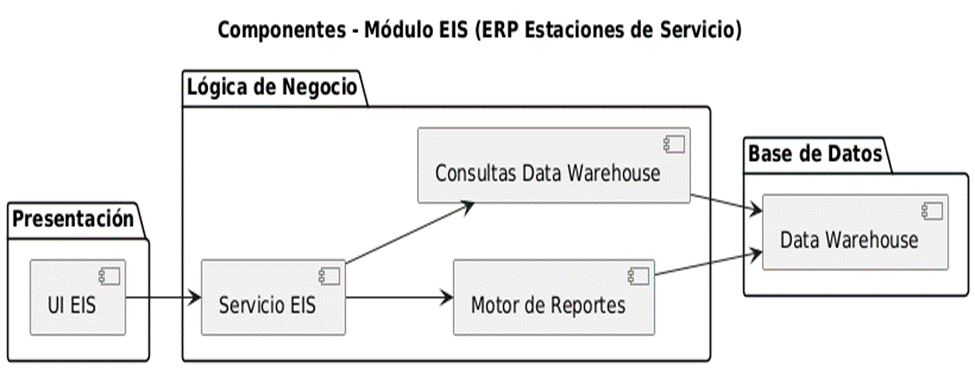 Componentes - Módulo EIS (ERP Estaciones de Servicio)
Lógica de Negocio
Consultas Data Warehouse
Base de Datos
Presentación
Data Warehouse
UI EIS
Servicio EIS
Motor de Reportes